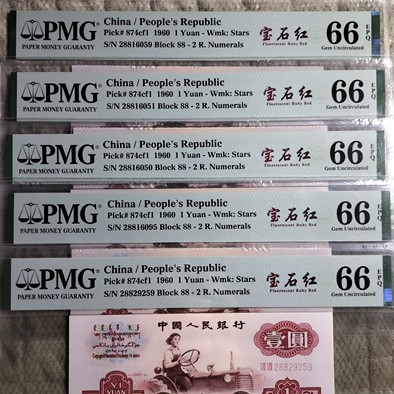 PMG
PAPER MONEY GUARANTY
China / People's Republic
Pick# 874cf1 1960 1 Yuan - Wmk: Stars
S/N 28816059 Block 88 - 2 R. Numerals
宝石红
Fluorescent Ruby Red
66 EPQ
Gem Uncirculated
PMG
PAPER MONEY GUARANTY
China / People's Republic
Pick# 874cf1 1960 1 Yuan - Wmk: Stars
S/N 28816051 Block 88 - 2 R. Numerals
宝石红
Fluorescent Ruby Red
66 EPQ
Gem Uncirculated
PMG
PAPER MONEY GUARANTY
China / People's Republic
Pick# 874cf1 1960 1 Yuan - Wmk: Stars
S/N 28816050 Block 88 - 2 R. Numerals
宝石红
Fluorescent Ruby Red
66 EPQ
Gem Uncirculated
PMG
PAPER MONEY GUARANTY
China / People's Republic
Pick# 874cf1 1960 1 Yuan - Wmk: Stars
S/N 28816095 Block 88 - 2 R. Numerals
宝石红
Fluorescent Ruby Red
66 EPQ
Gem Uncirculated
PMG
PAPER MONEY GUARANTY
China / People's Republic
Pick# 874cf1 1960 1 Yuan - Wmk: Stars
S/N 28829259 Block 88 - 2 R. Numerals
宝石红
Fluorescent Ruby Red
66 EPQ
Gem Uncirculated
中國人民銀行
壹圓
28829259
YI
YUAN